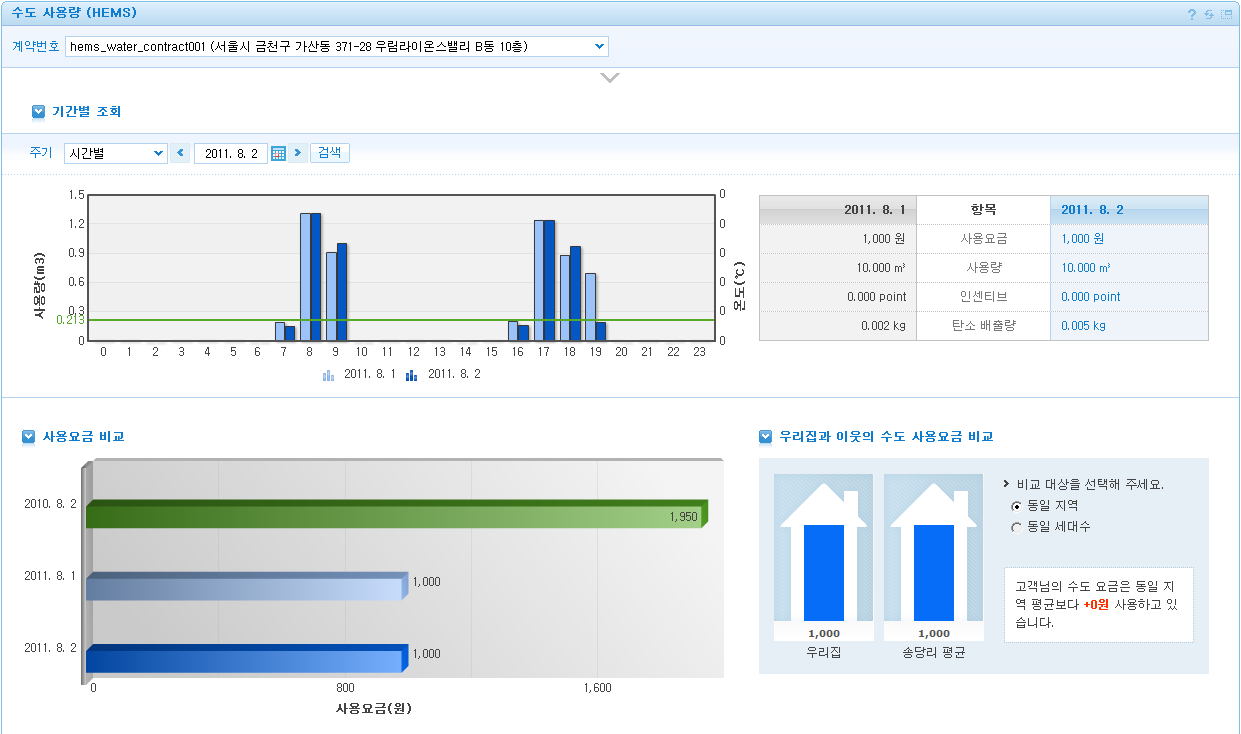 수도 사용량 (HEMS)
계약번호 hems_water_contract001 (서울시 금천구 가산동 371-28 우림라이온스밸리 B동 10층)
기간별 조회
주기 시간별 2011. 8. 2 검색
사용량(m3)
1.5
1.2
0.9
0.6
0.3
0.213
0
0
0
0
0
0
0
온도(℃)
0 1 2 3 4 5 6 7 8 9 10 11 12 13 14 15 16 17 18 19 20 21 22 23
2011. 8. 1 2011. 8. 2
2011. 8. 1 항목 2011. 8. 2
1,000 원 사용요금 1,000 원
10.000 m³ 사용량 10.000 m³
0.000 point 인센티브 0.000 point
0.002 kg 탄소 배출량 0.005 kg
사용요금 비교
2010. 8. 2 1,950
2011. 8. 1 1,000
2011. 8. 2 1,000
0 800 1,600
사용요금(원)
우리집과 이웃의 수도 사용요금 비교
1,000 1,000
우리집 송당리 평균
비교 대상을 선택해 주세요.
동일 지역
동일 세대수
고객님의 수도 요금은 동일 지
역 평균보다 +0원 사용하고 있
습니다.